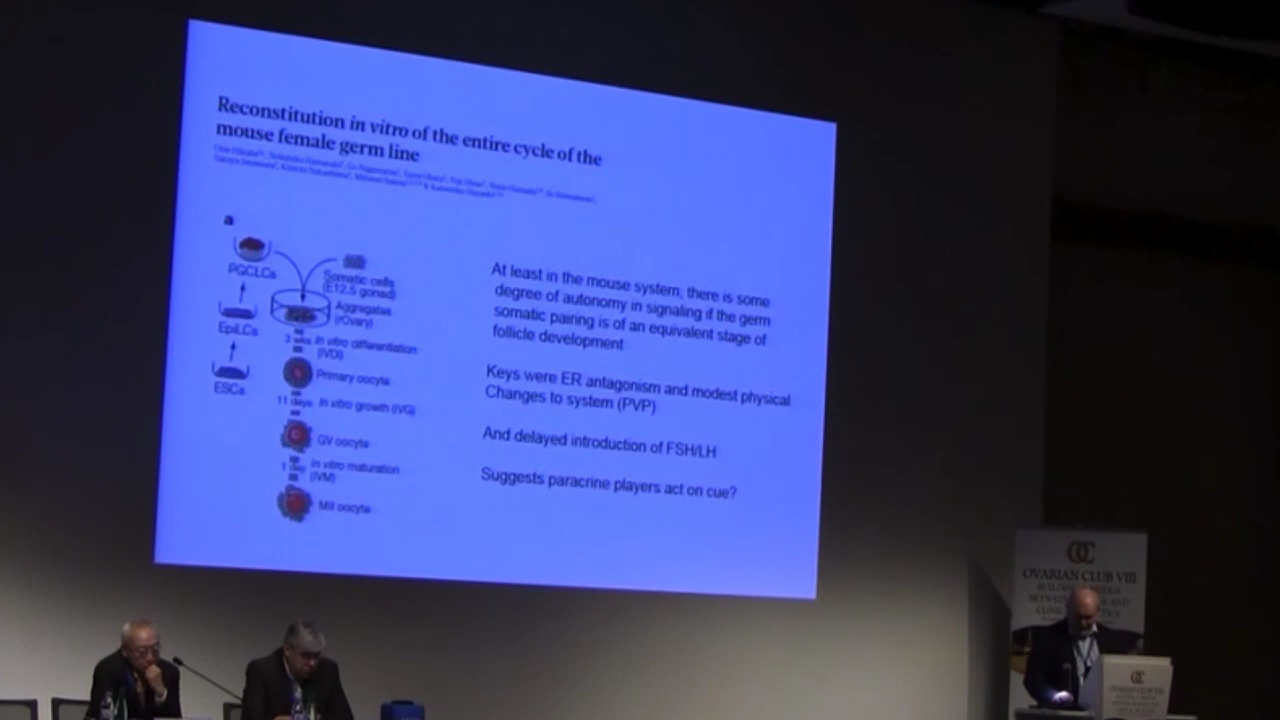 Reconstitution in vitro of the entire cycle of the
mouse female germ line
a
PGCLCs
EpiLCs
ESCs
Somatic cells
(E12.5 gonad)
Aggregates
(rOvary)
3 wks In vitro differentiation
(IVDi)
Primary oocyte
11 days In vitro growth (IVG)
GV oocyte
1 day In vitro maturation
(IVM)
MII oocyte
At least in the mouse system, there is some
degree of autonomy in signaling if the germ
somatic pairing is of an equivalent stage of
follicle development
Keys were ER antagonism and modest physical
Changes to system (PVP)
And delayed introduction of FSH/LH
Suggests paracrine players act on cue?
OC
OVARIAN CLUB VIII
OC